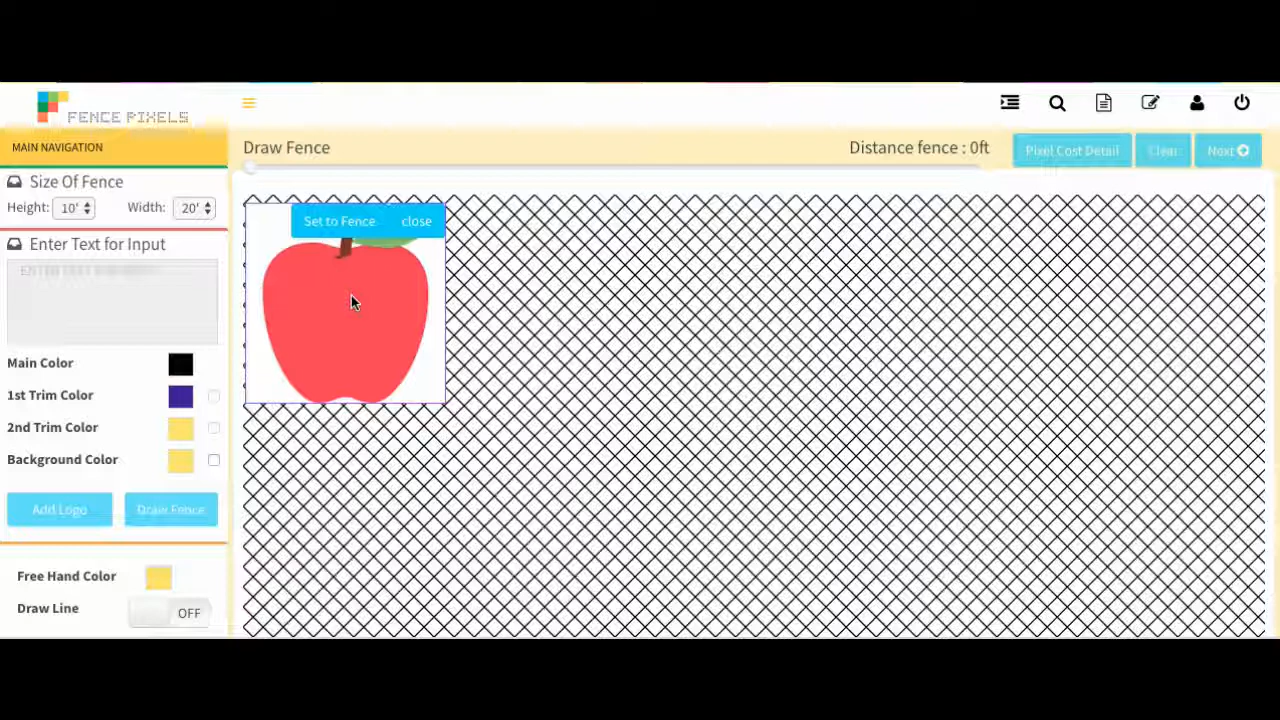 FENCE PIXELS
MAIN NAVIGATION
Draw Fence
Distance fence : 0ft
Pixel Cost Detail
Clear
Next
Size Of Fence
Height: 10' Width: 20'
Set to Fence close
Enter Text for Input
Main Color
1st Trim Color
2nd Trim Color
Background Color
Add Logo
Draw Fence
Free Hand Color
Draw Line OFF